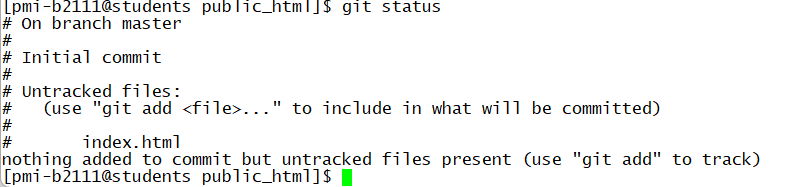 [pmi-b2111@students public_html]$ git status
# On branch master
#
# Initial commit
#
# Untracked files:
#   (use "git add <file>..." to include in what will be committed)
#
#       index.html
nothing added to commit but untracked files present (use "git add" to track)
[pmi-b2111@students public_html]$